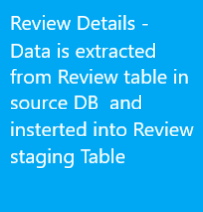 Review Details -
Data is extracted
from Review table in
source DB  and
insterted into Review
staging Table